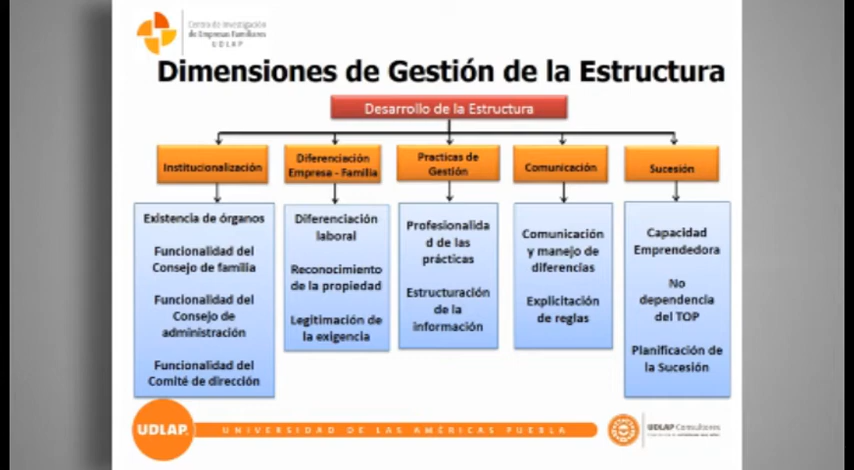 Centro de Investigación
de Empresas Familiares
UDLAP
Dimensiones de Gestión de la Estructura
Desarrollo de la Estructura
Institucionalización
Diferenciación
Empresa - Familia
Practicas de
Gestión
Comunicación
Sucesión
Existencia de órganos
Funcionalidad del
Consejo de familia
Funcionalidad del
Consejo de
administración
Funcionalidad del
Comité de dirección
Diferenciación
laboral
Reconocimiento
de la propiedad
Legitimación de
la exigencia
Profesionalida
d de las
prácticas
Estructuración
de la
información
Comunicación
y manejo de
diferencias
Explicitación
de reglas
Capacidad
Emprendedora
No
dependencia
del TOP
Planificación de
la Sucesión
UDLAP
UNIVERSIDAD DE LAS AMÉRICAS PUEBLA
UDLAP Consultores